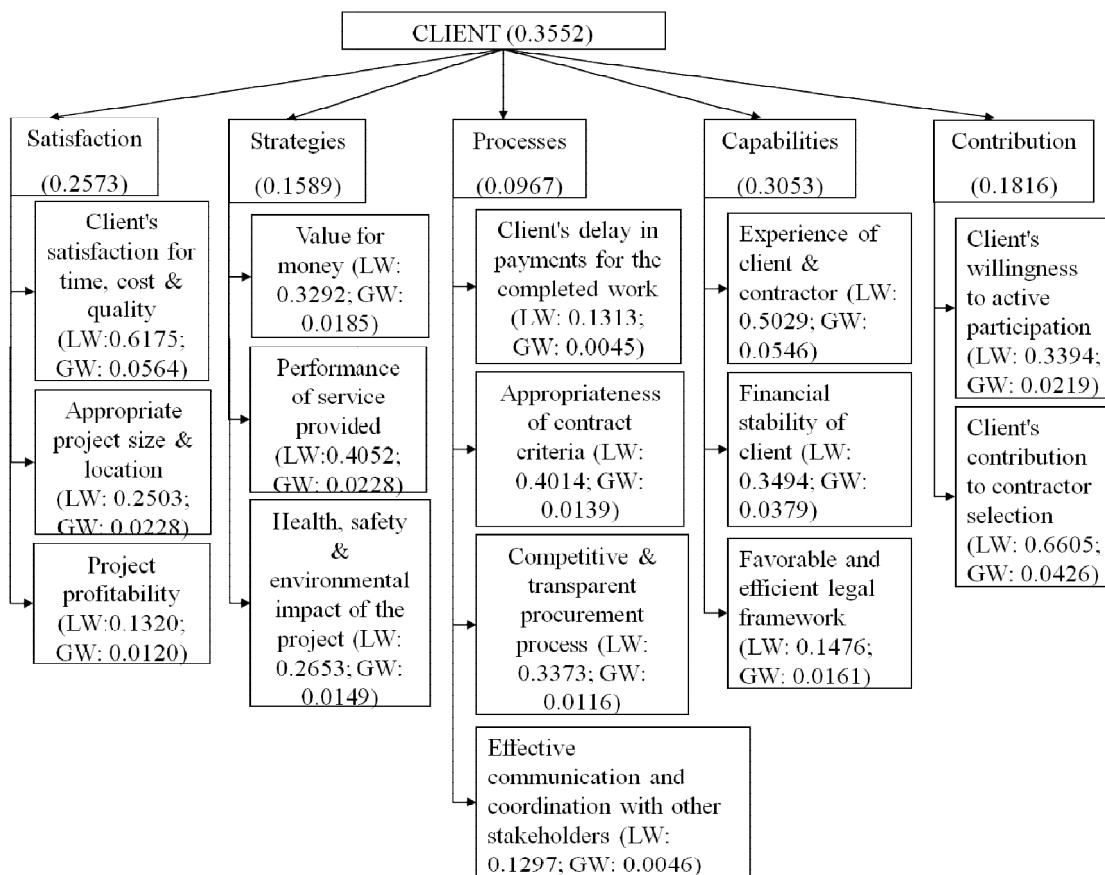 CLIENT (0.3552)
Satisfaction
(0.2573)
Client's
satisfaction for
time, cost &
quality
(LW:0.6175;
GW: 0.0564)
Appropriate
project size &
location
(LW: 0.2503;
GW: 0.0228)
Project
profitability
(LW:0.1320;
GW: 0.0120)
Strategies
(0.1589)
Value for
money (LW:
0.3292; GW:
0.0185)
Performance
of service
provided
(LW:0.4052;
GW: 0.0228)
Health, safety
&
environmental
impact of the
project (LW:
0.2653; GW:
0.0149)
Processes
(0.0967)
Client's delay in
payments for the
completed work
(LW: 0.1313;
GW: 0.0045)
Appropriateness
of contract
criteria (LW:
0.4014; GW:
0.0139)
Competitive &
transparent
procurement
process (LW:
0.3373; GW:
0.0116)
Effective
communication and
coordination with other
stakeholders (LW:
0.1297; GW: 0.0046)
Capabilities
(0.3053)
Experience of
client &
contractor (LW:
0.5029; GW:
0.0546)
Financial
stability of
client (LW:
0.3494; GW:
0.0379)
Favorable and
efficient legal
framework
(LW: 0.1476;
GW: 0.0161)
Contribution
(0.1816)
Client's
willingness
to active
participation
(LW: 0.3394;
GW: 0.0219)
Client's
contribution
to contractor
selection
(LW: 0.6605;
GW: 0.0426)